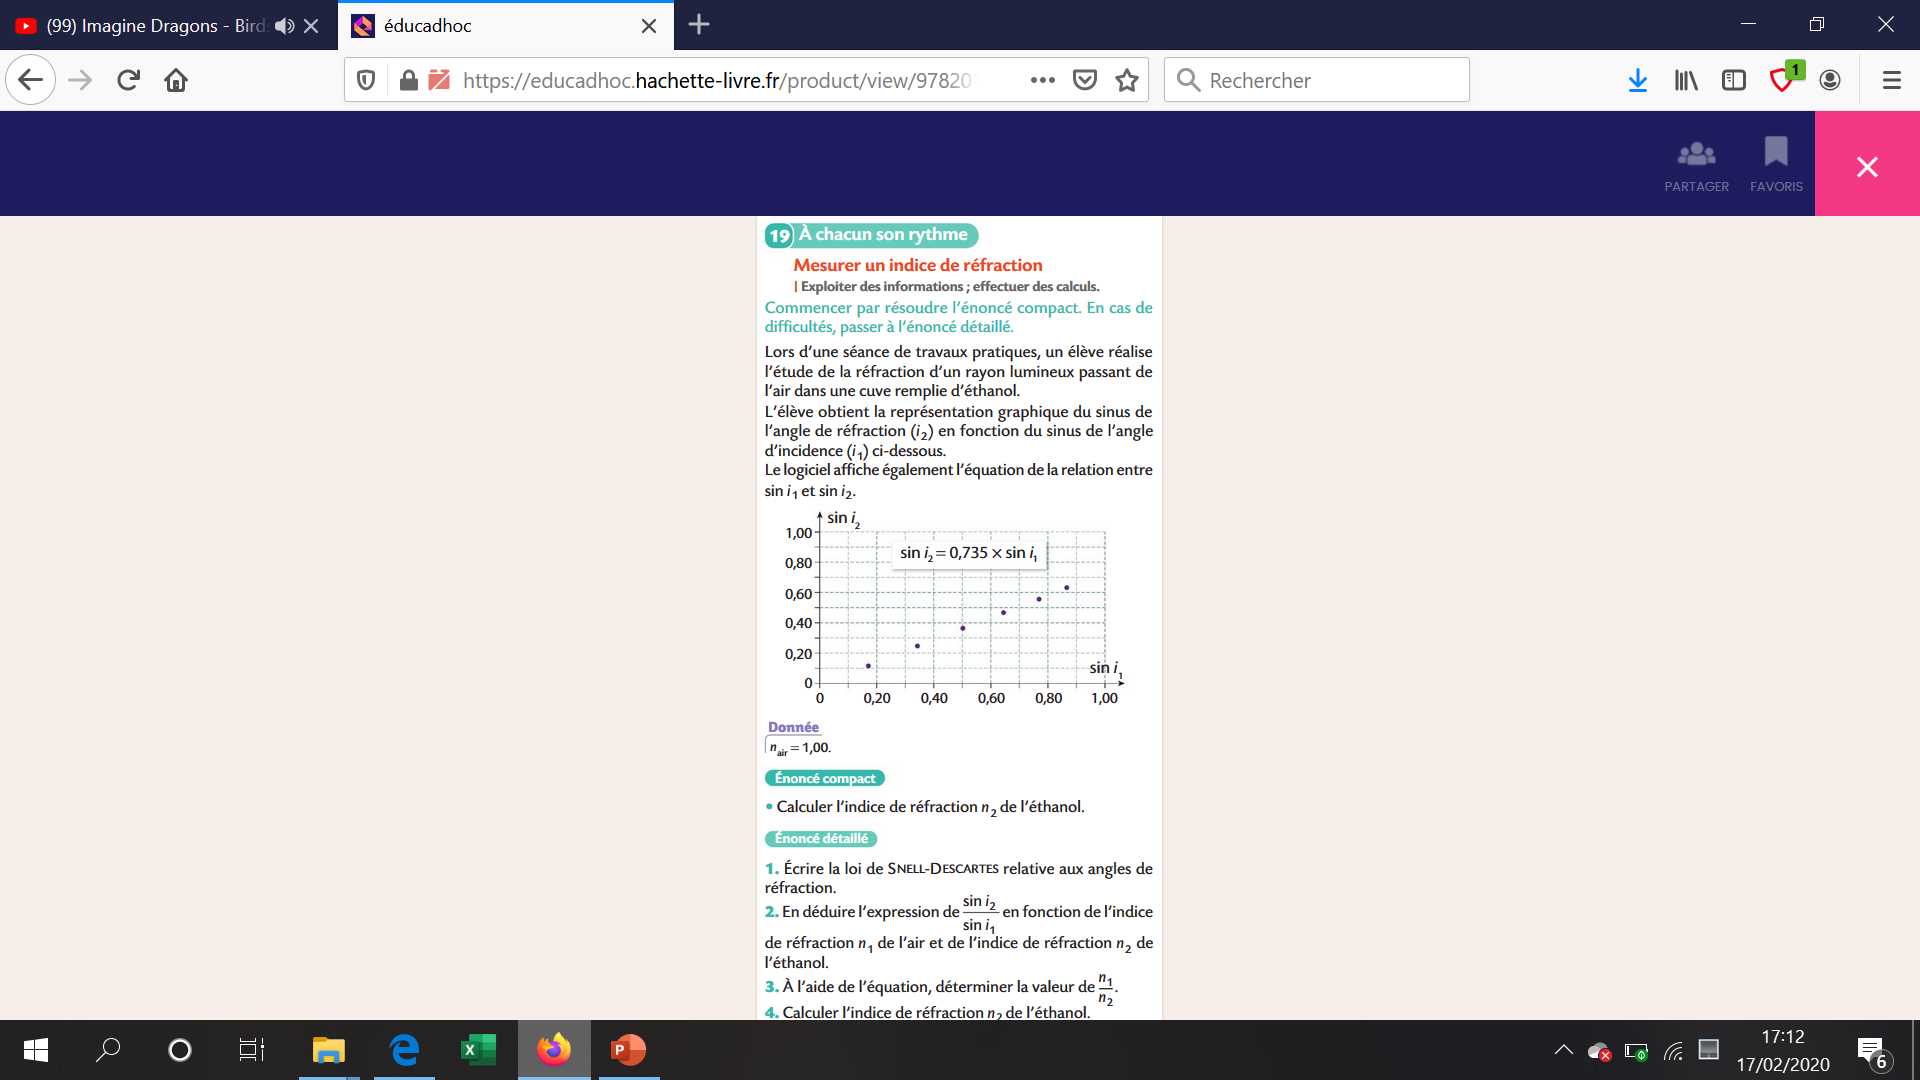 (99) Imagine Dragons - Bird
éducadhoc
https://educadhoc.hachette-livre.fr/product/view/97820
Rechercher
1
PARTAGER
FAVORIS
19 À chacun son rythme
Mesurer un indice de réfraction
| Exploiter des informations ; effectuer des calculs.
Commencer par résoudre l'énoncé compact. En cas de
difficultés, passer à l'énoncé détaillé.
Lors d'une séance de travaux pratiques, un élève réalise
l'étude de la réfraction d'un rayon lumineux passant de
l'air dans une cuve remplie d'éthanol.
L'élève obtient la représentation graphique du sinus de
l'angle de réfraction (i₂) en fonction du sinus de l'angle
d'incidence (i₁) ci-dessous.
Le logiciel affiche également l'équation de la relation entre
sin i₁ et sin i₂.
sin i₂
1,00
sin i₂ = 0,735 × sin i₁
0,80
0,60
0,40
0,20
sin i₁
0
0 0,20 0,40 0,60 0,80 1,00
Donnée
n air = 1,00.
Énoncé compact
• Calculer l'indice de réfraction n₂ de l'éthanol.
Énoncé détaillé
1. Écrire la loi de SNELL-DESCARTES relative aux angles de
réfraction.
2. En déduire l'expression de sin i₂ / sin i₁ en fonction de l'indice
de réfraction n₁ de l'air et de l'indice de réfraction n₂ de
l'éthanol.
3. À l'aide de l'équation, déterminer la valeur de n₁ / n₂.
4. Calculer l'indice de réfraction n₂ de l'éthanol.
17:12
17/02/2020
6